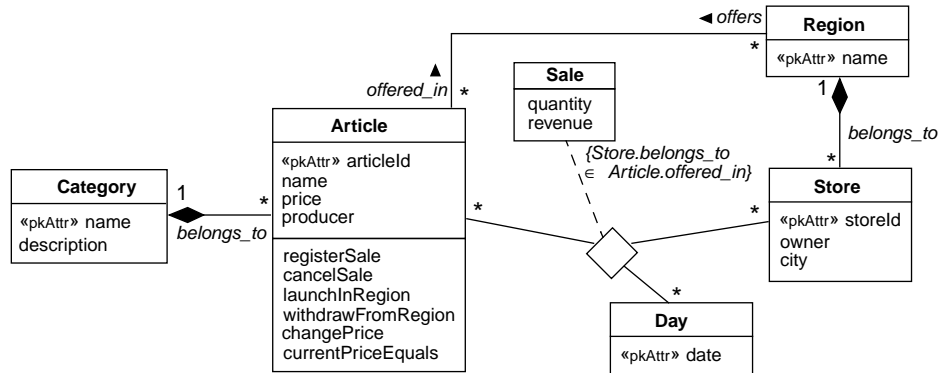 ◄ offers
Region
«pkAttr» name
*
1
belongs_to
*
▲
offered_in
*
Sale
quantity
revenue
{Store.belongs_to
∈ Article.offered_in}
Article
«pkAttr» articleId
name
price
producer
registerSale
cancelSale
launchInRegion
withdrawFromRegion
changePrice
currentPriceEquals
Category
«pkAttr» name
description
1
*
belongs_to
*
Store
«pkAttr» storeId
owner
city
*
*
Day
«pkAttr» date